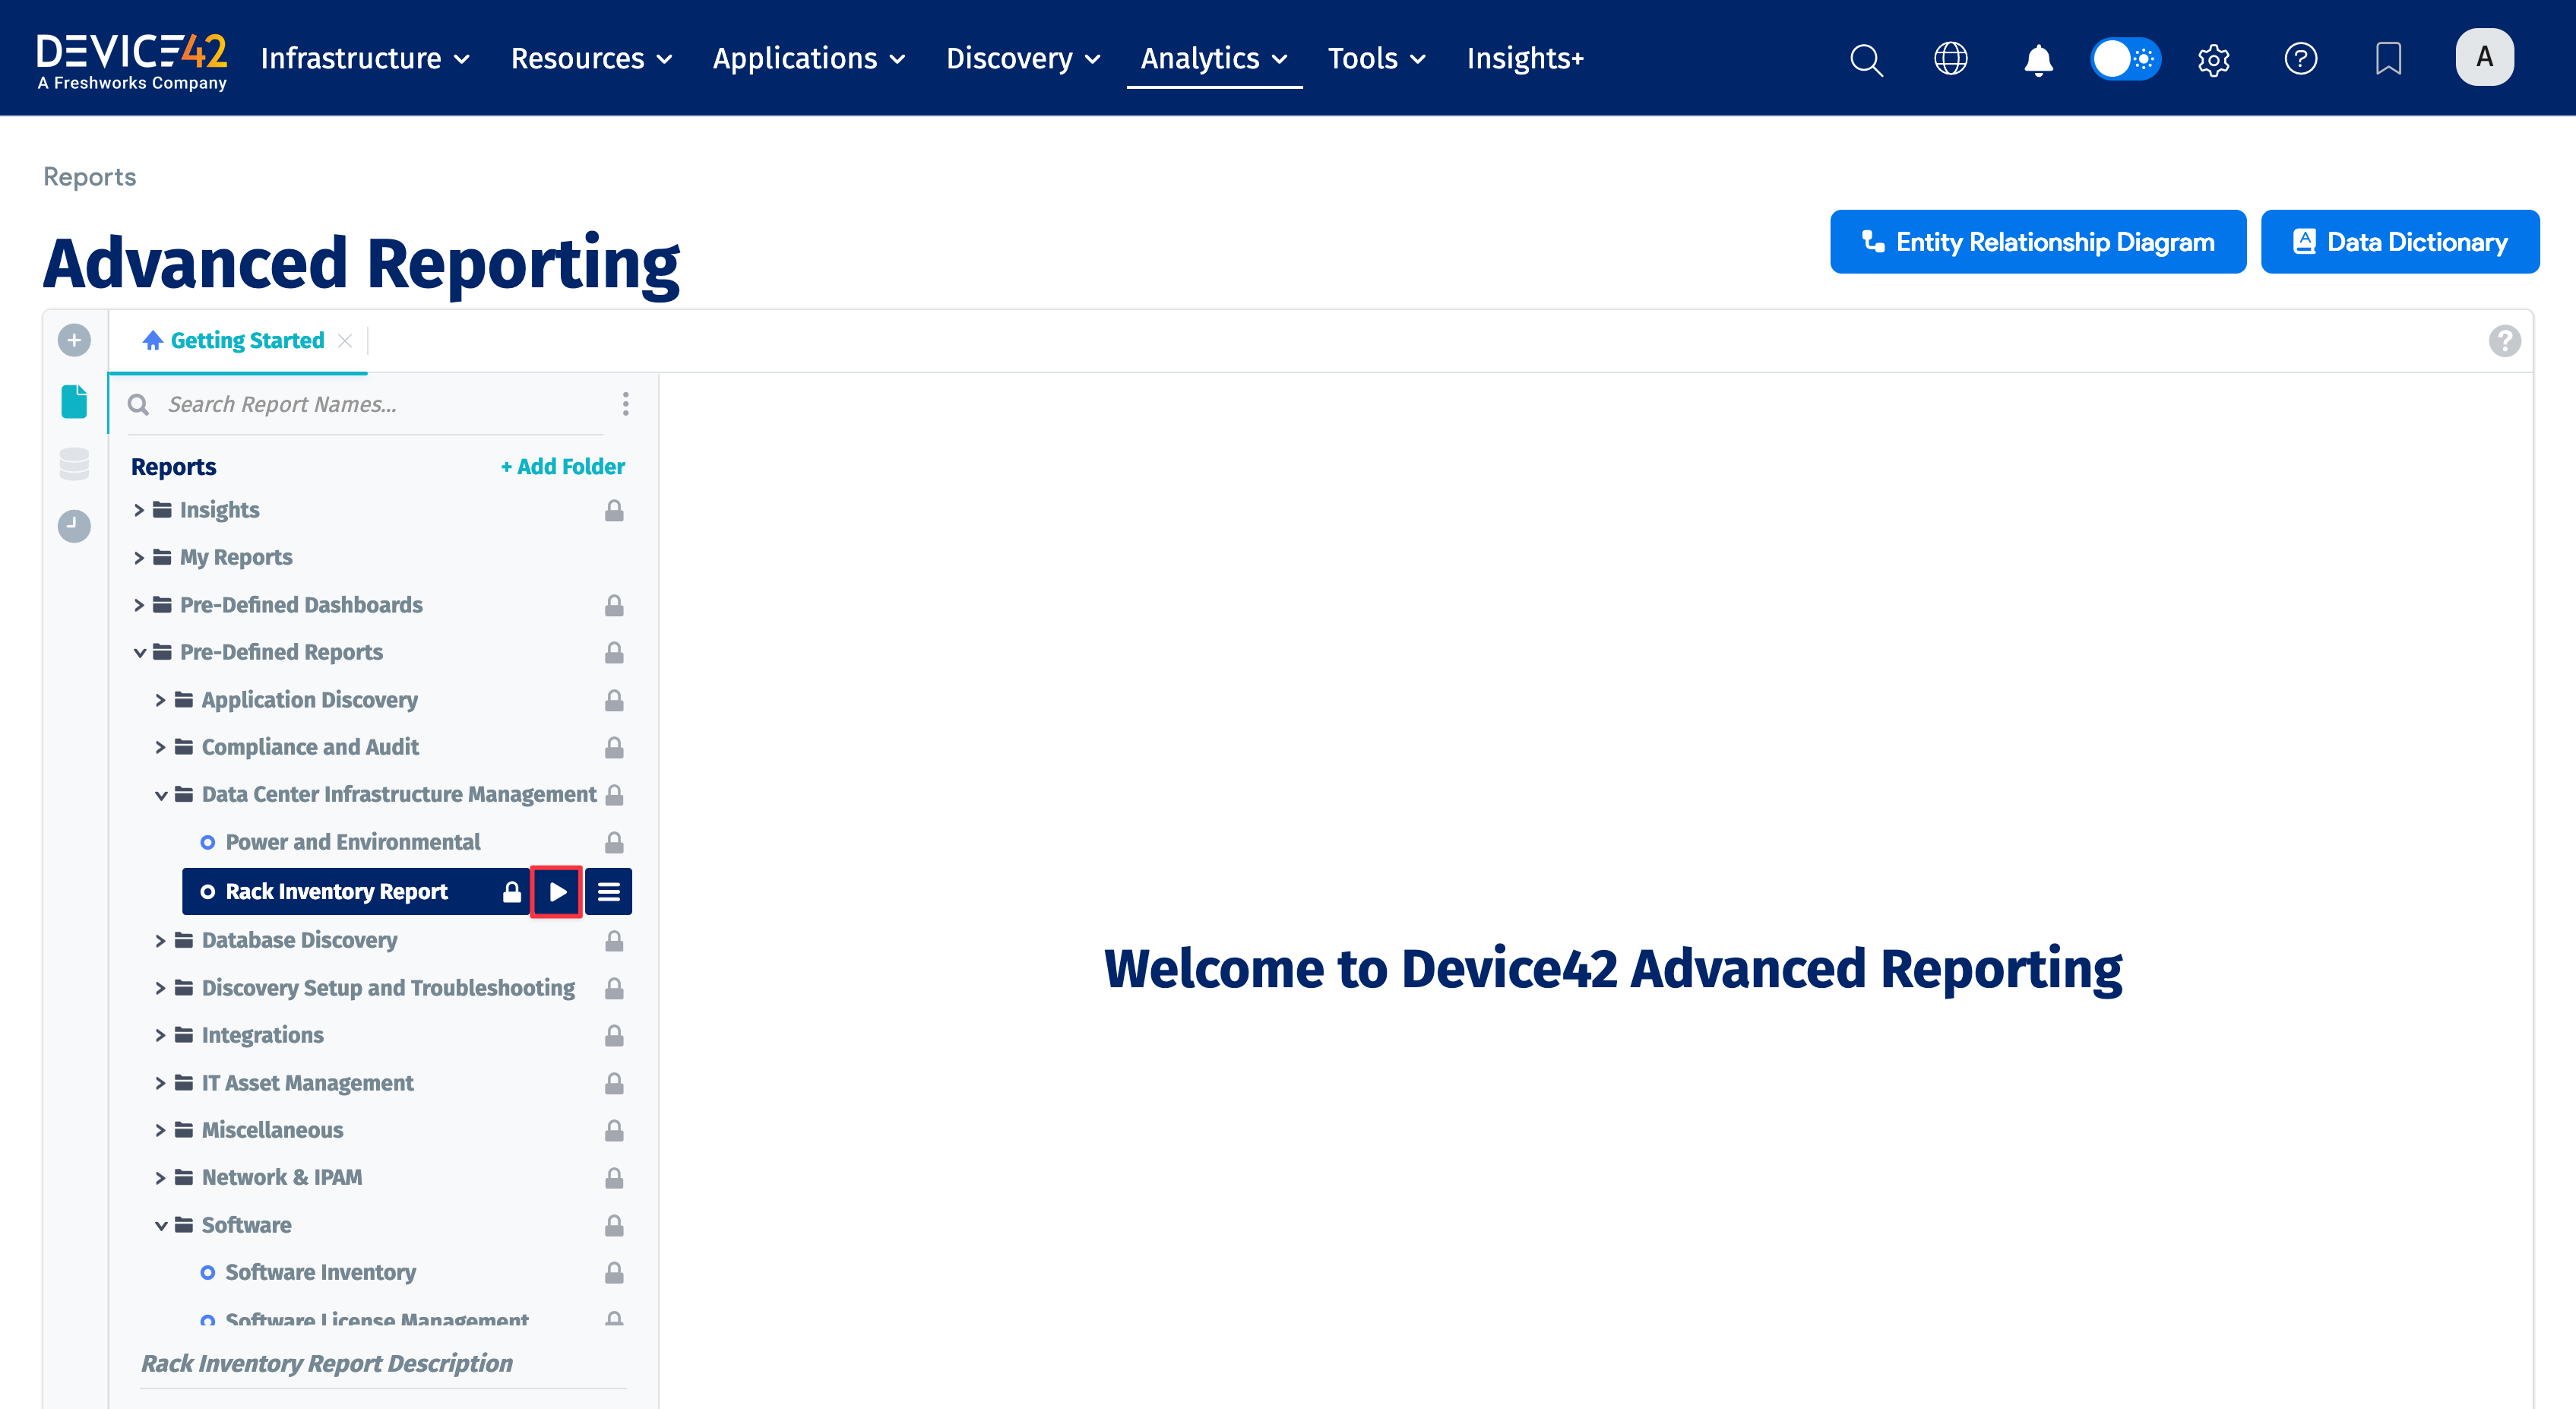 DEVICE42
A Freshworks Company
Infrastructure
Resources
Applications
Discovery
Analytics
Tools
Insights+
A
Reports
Advanced Reporting
Entity Relationship Diagram
Data Dictionary
Getting Started
Search Report Names...
Reports
+ Add Folder
Insights
My Reports
Pre-Defined Dashboards
Pre-Defined Reports
Application Discovery
Compliance and Audit
Data Center Infrastructure Management
Power and Environmental
Rack Inventory Report
Database Discovery
Discovery Setup and Troubleshooting
Integrations
IT Asset Management
Miscellaneous
Network & IPAM
Software
Software Inventory
Software License Management
Rack Inventory Report Description
Welcome to Device42 Advanced Reporting